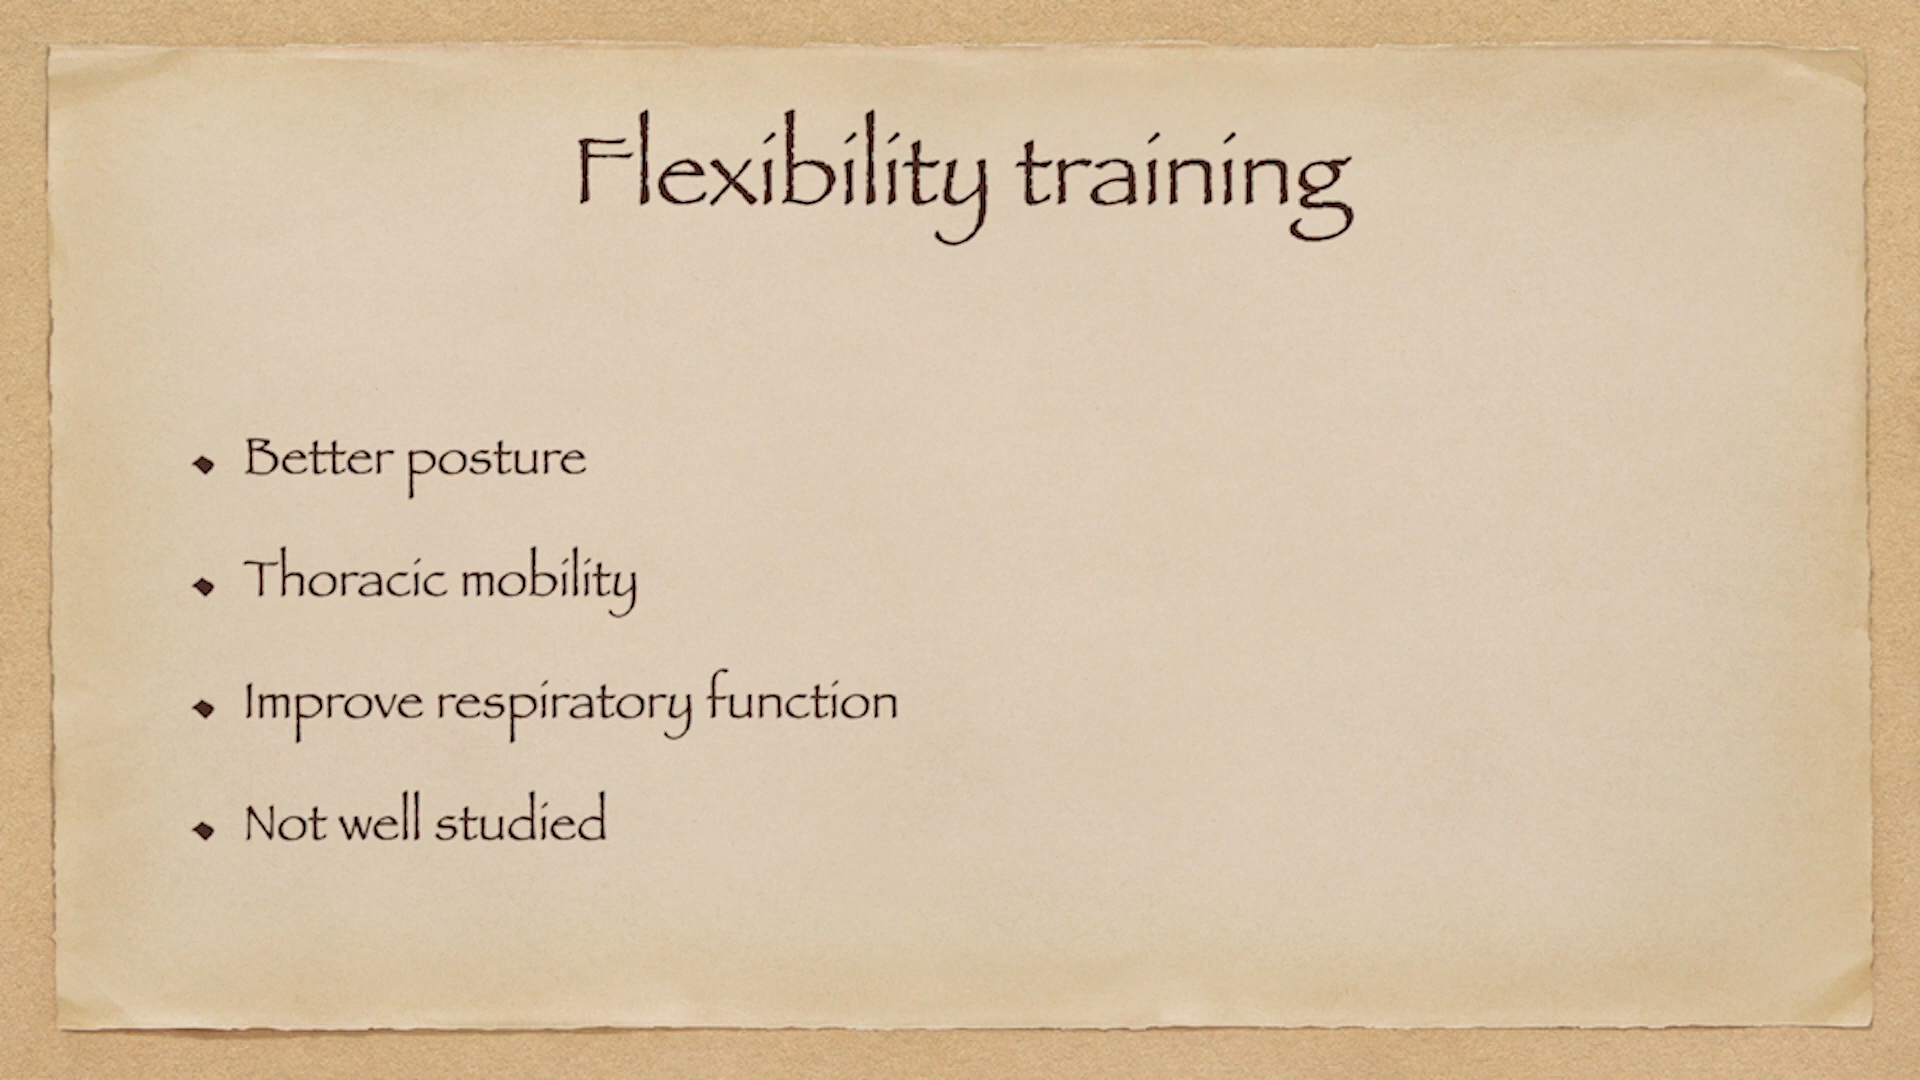 Flexibility training
Better posture
Thoracic mobility
Improve respiratory function
Not well studied